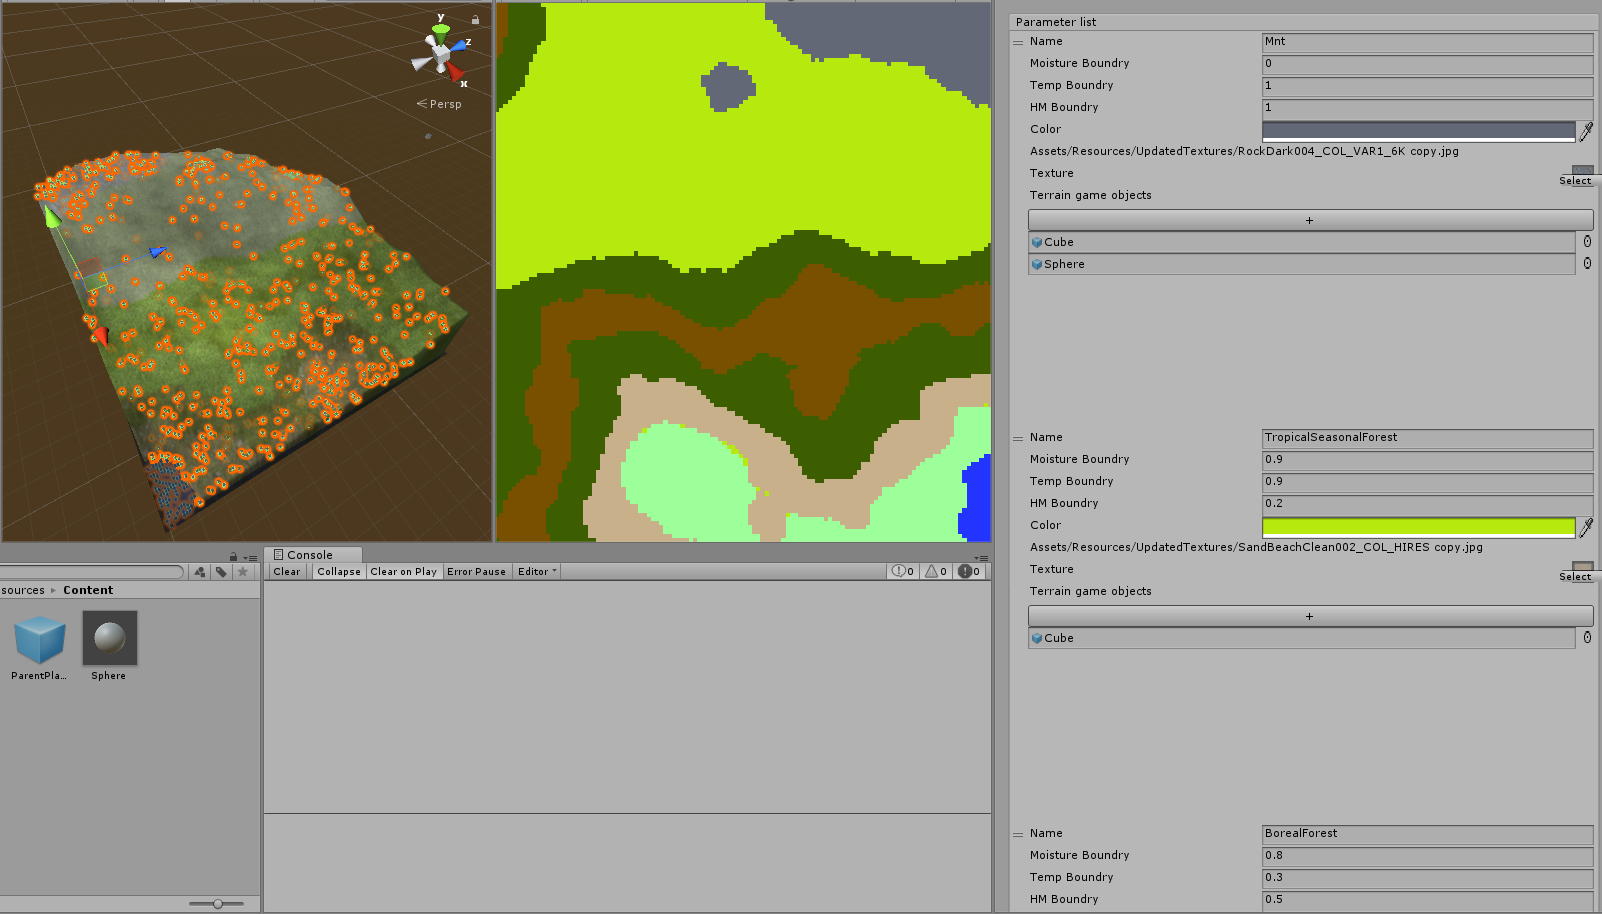 y
z
x
Persp
Parameter list
Name Mnt
Moisture Boundry 0
Temp Boundry 1
HM Boundry 1
Color
Assets/Resources/UpdatedTextures/RockDark004_COL_VAR1_6K copy.jpg
Texture
Select
Terrain game objects
+
Cube
Sphere
Name TropicalSeasonalForest
Moisture Boundry 0.9
Temp Boundry 0.9
HM Boundry 0.2
Color
Assets/Resources/UpdatedTextures/SandBeachClean002_COL_HIRES copy.jpg
Texture
Select
Terrain game objects
+
Cube
Name BorealForest
Moisture Boundry 0.8
Temp Boundry 0.3
HM Boundry 0.5
Console
Clear Collapse Clear on Play Error Pause Editor 0 0 0
sources Content
ParentPla...
Sphere